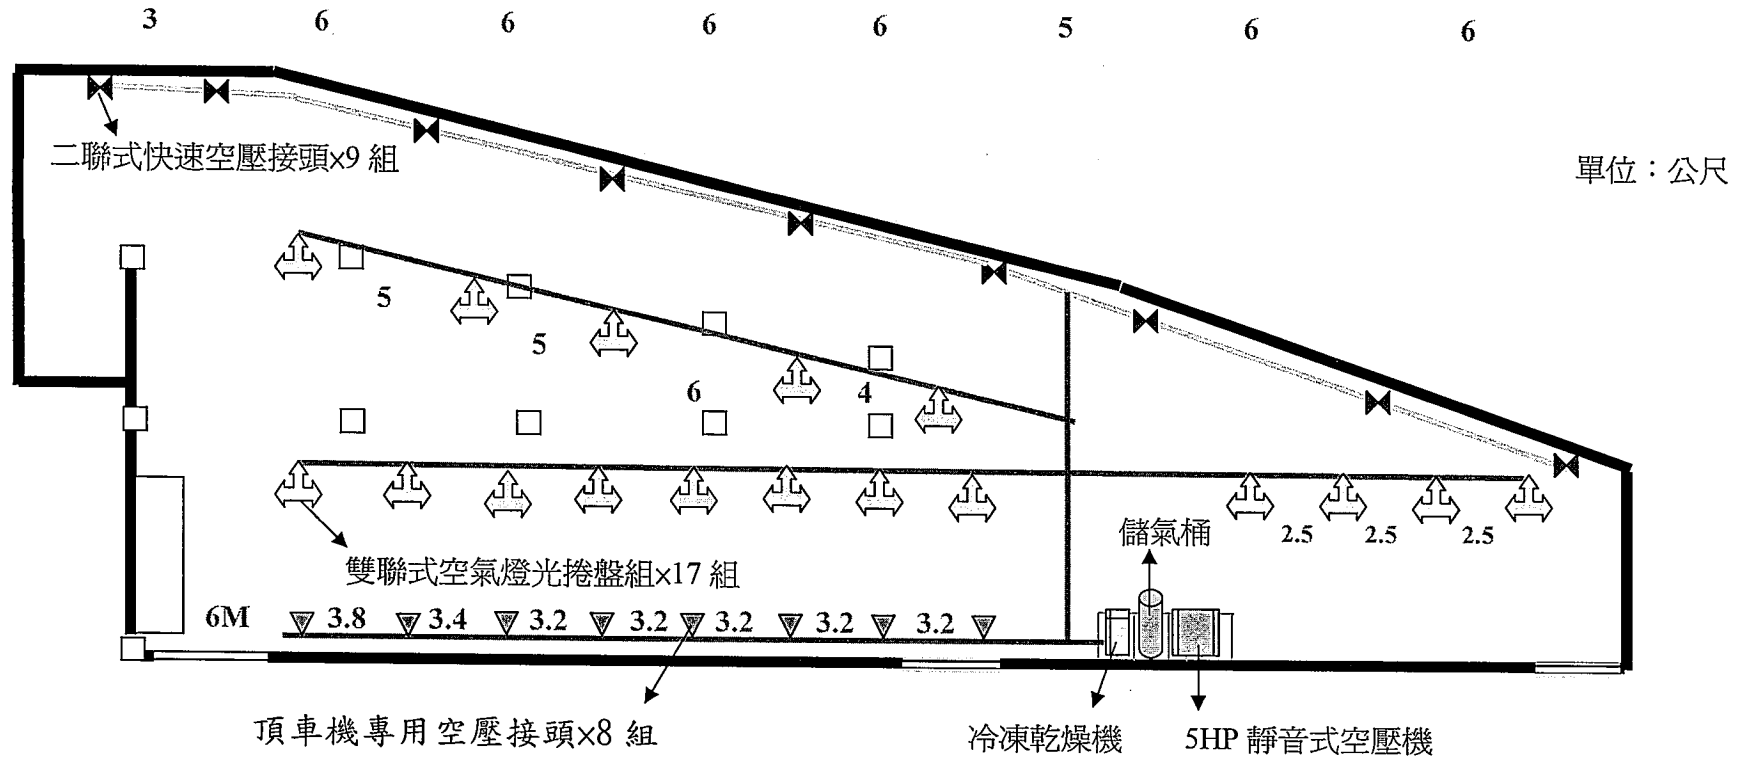 3 6 6 6 6 5 6 6
二聯式快速空壓接頭×9 組
單位：公尺
5
5
6
4
儲氣桶
2.5 2.5 2.5
雙聯式空氣燈光捲盤組×17 組
6M 3.8 3.4 3.2 3.2 3.2 3.2 3.2
頂車機專用空壓接頭×8 組
冷凍乾燥機
5HP 靜音式空壓機